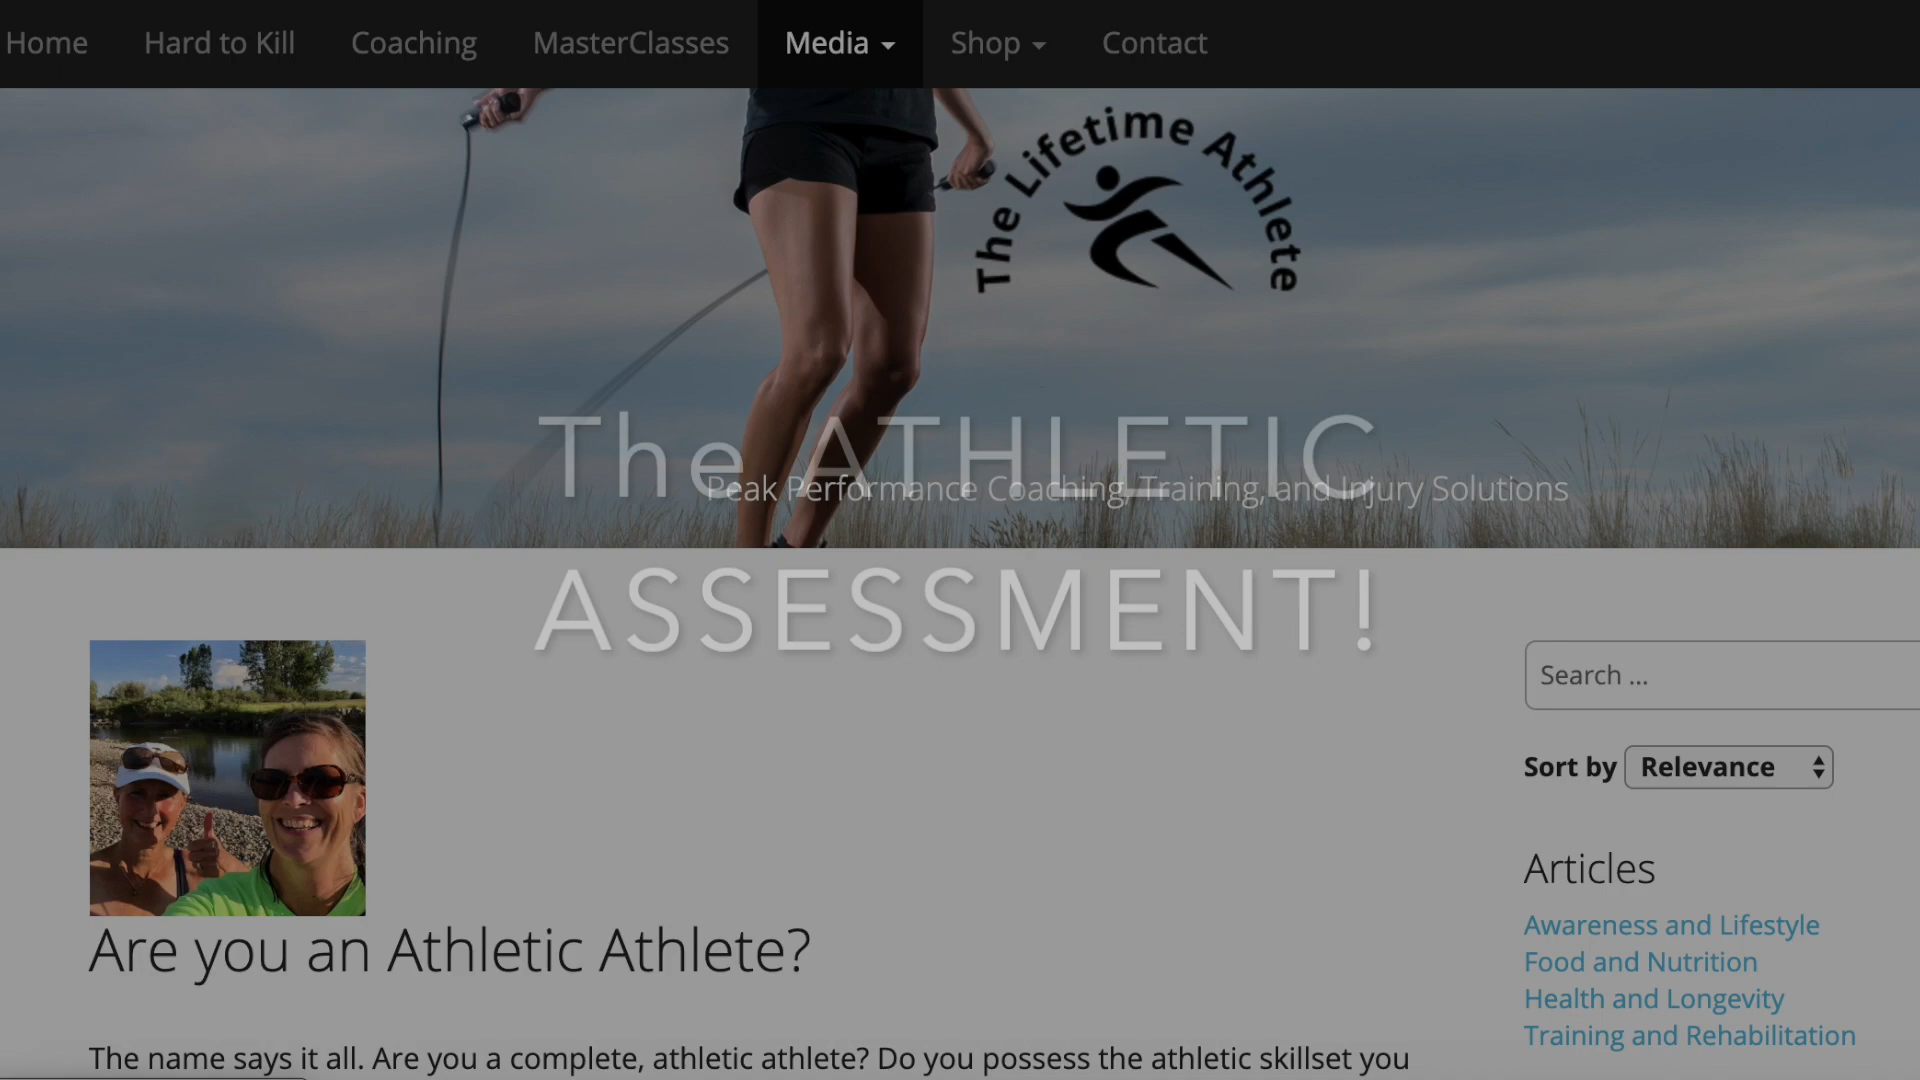 Home Hard to Kill Coaching MasterClasses Media Shop Contact
The Lifetime Athlete
The ATHLETIC
Peak Performance Coaching, Training, and Injury Solutions
ASSESSMENT!
Search ...
Sort by Relevance
Articles
Awareness and Lifestyle
Food and Nutrition
Health and Longevity
Training and Rehabilitation
Are you an Athletic Athlete?
The name says it all. Are you a complete, athletic athlete? Do you possess the athletic skillset you